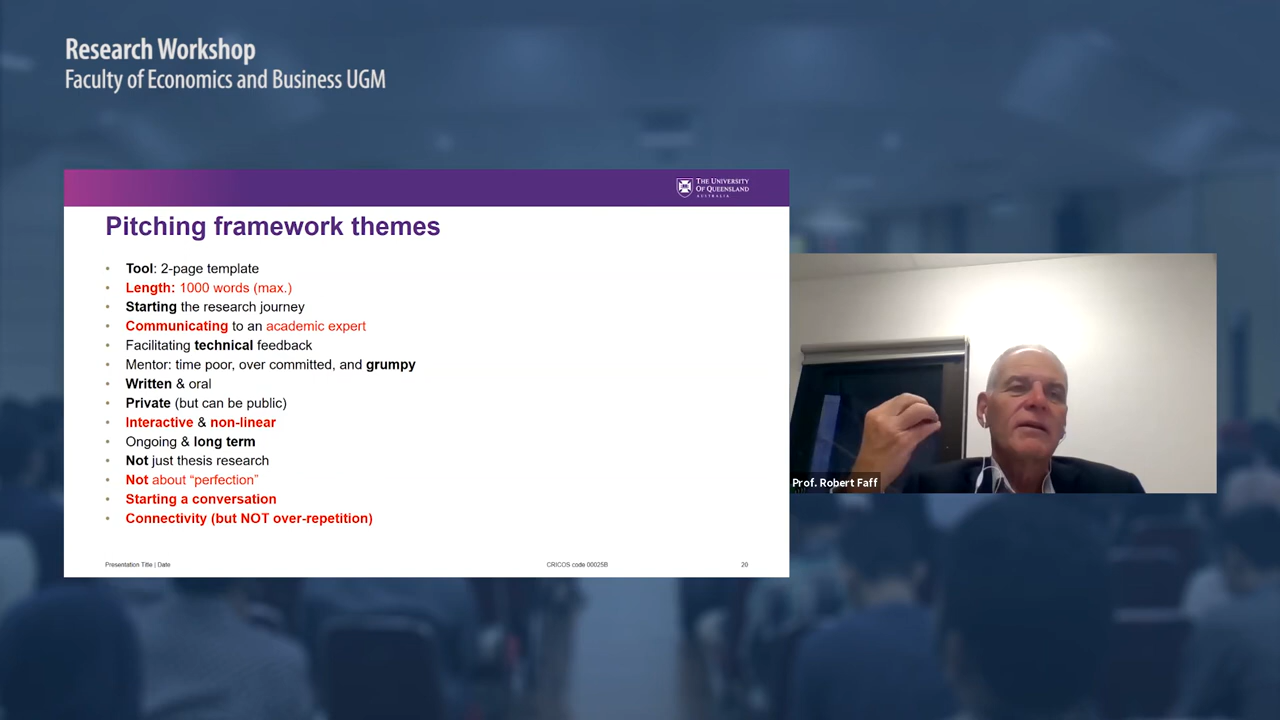 Research Workshop
Faculty of Economics and Business UGM
THE UNIVERSITY
OF QUEENSLAND
AUSTRALIA
Pitching framework themes
• Tool: 2-page template
• Length: 1000 words (max.)
• Starting the research journey
• Communicating to an academic expert
• Facilitating technical feedback
• Mentor: time poor, over committed, and grumpy
• Written & oral
• Private (but can be public)
• Interactive & non-linear
• Ongoing & long term
• Not just thesis research
• Not about “perfection”
• Starting a conversation
• Connectivity (but NOT over-repetition)
Presentation Title | Date
CRICOS code 00025B
20
Prof. Robert Faff